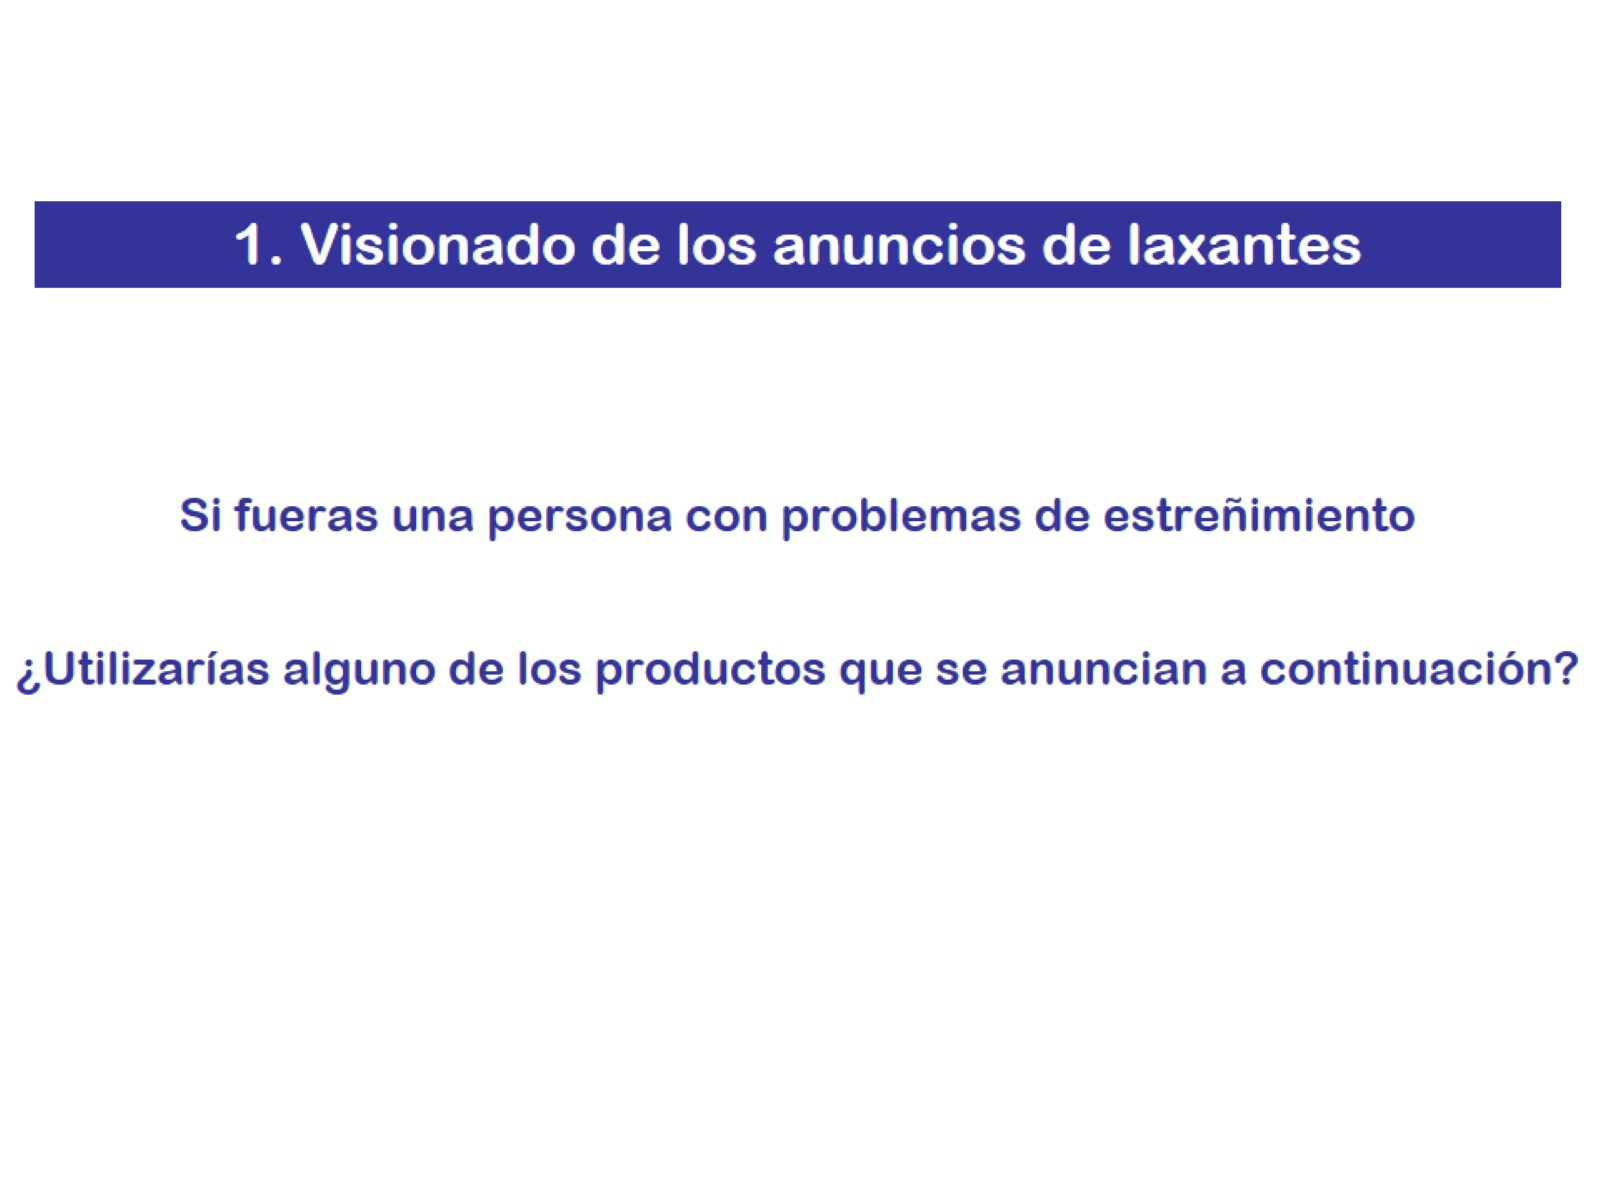 1. Visionado de los anuncios de laxantes
Si fueras una persona con problemas de estreñimiento
¿Utilizarías alguno de los productos que se anuncian a continuación?